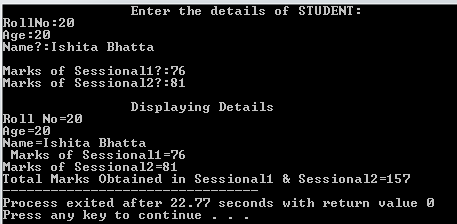 Enter the details of STUDENT:
RollNo:20
Age:20
Name?:Ishita Bhatta
Marks of Sessional1?:76
Marks of Sessional2?:81
Displaying Details
Roll No=20
Age=20
Name=Ishita Bhatta
Marks of Sessional1=76
Marks of Sessional2=81
Total Marks Obtained in Sessional1 & Sessional2=157
--------------------------------
Process exited after 22.77 seconds with return value 0
Press any key to continue . . .